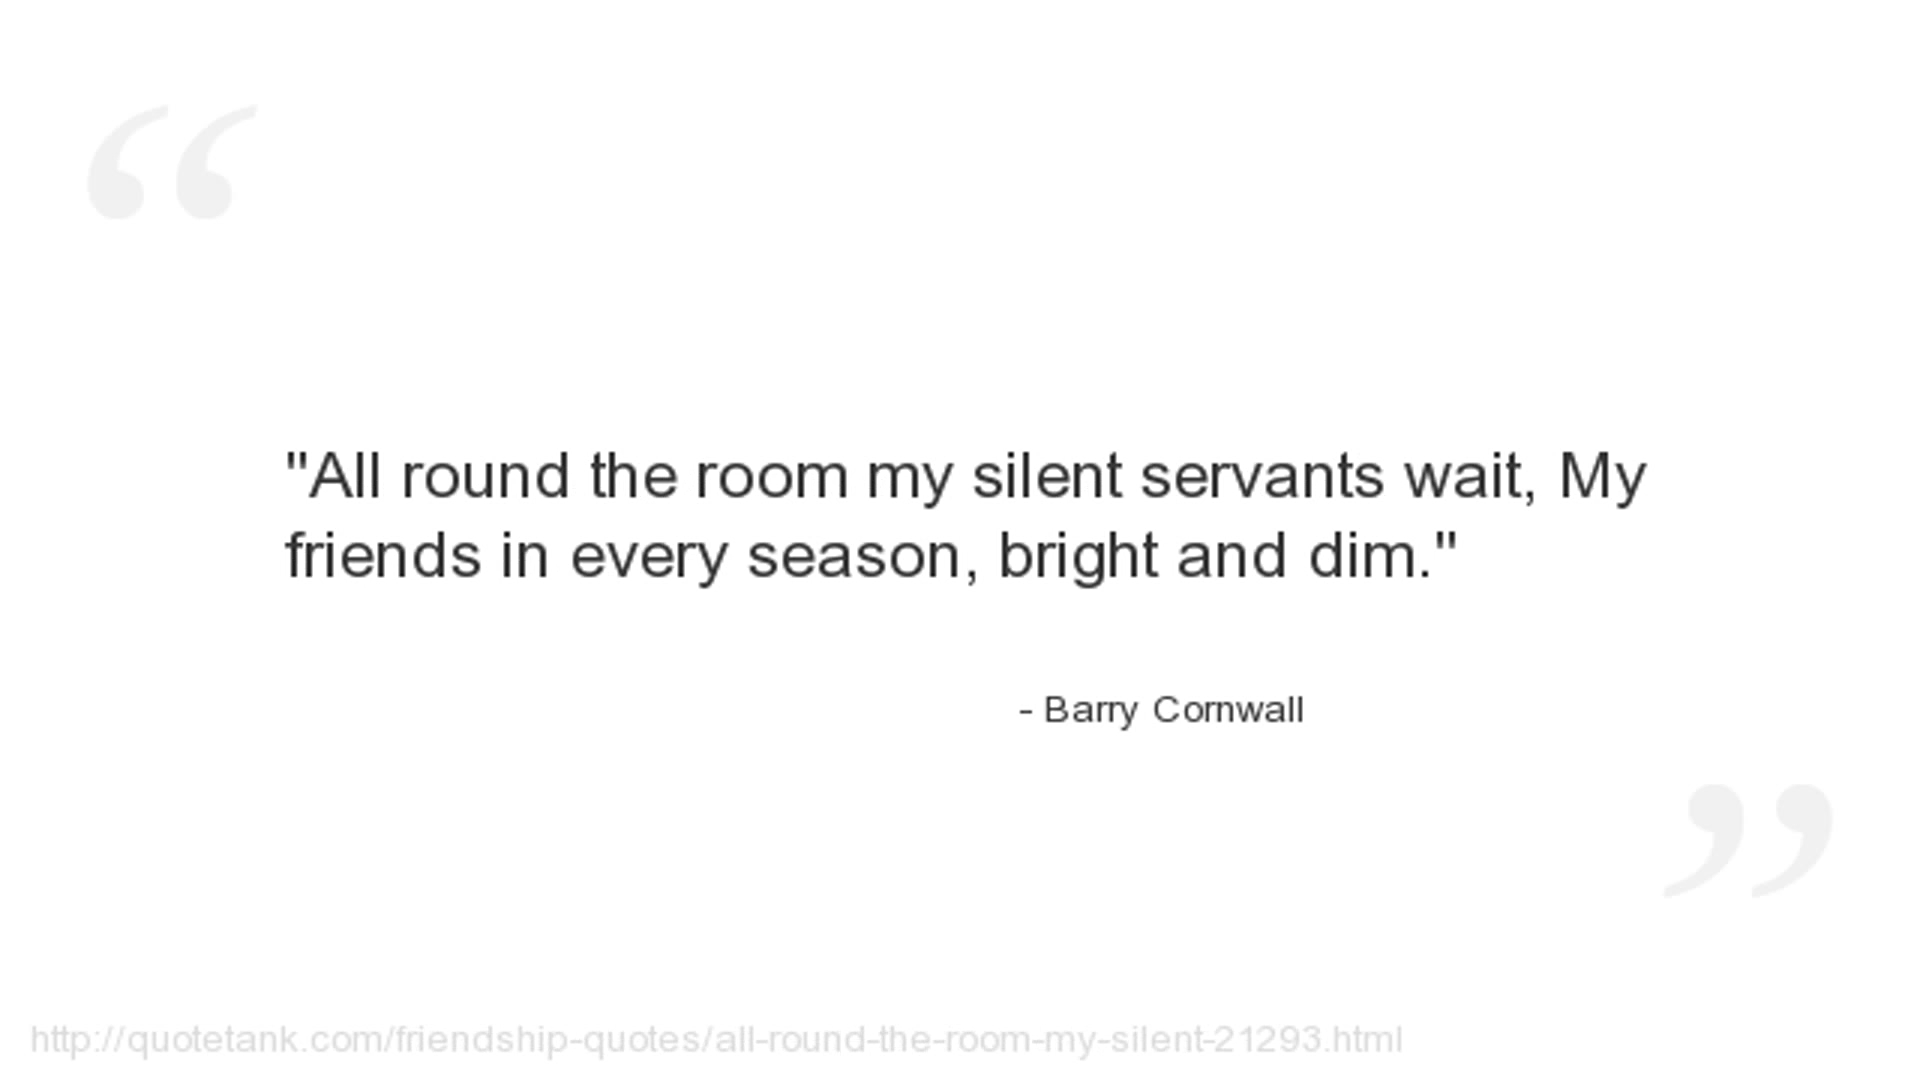 "All round the room my silent servants wait, My
friends in every season, bright and dim."
- Barry Cornwall
http://quotetank.com/friendship-quotes/all-round-the-room-my-silent-21293.html